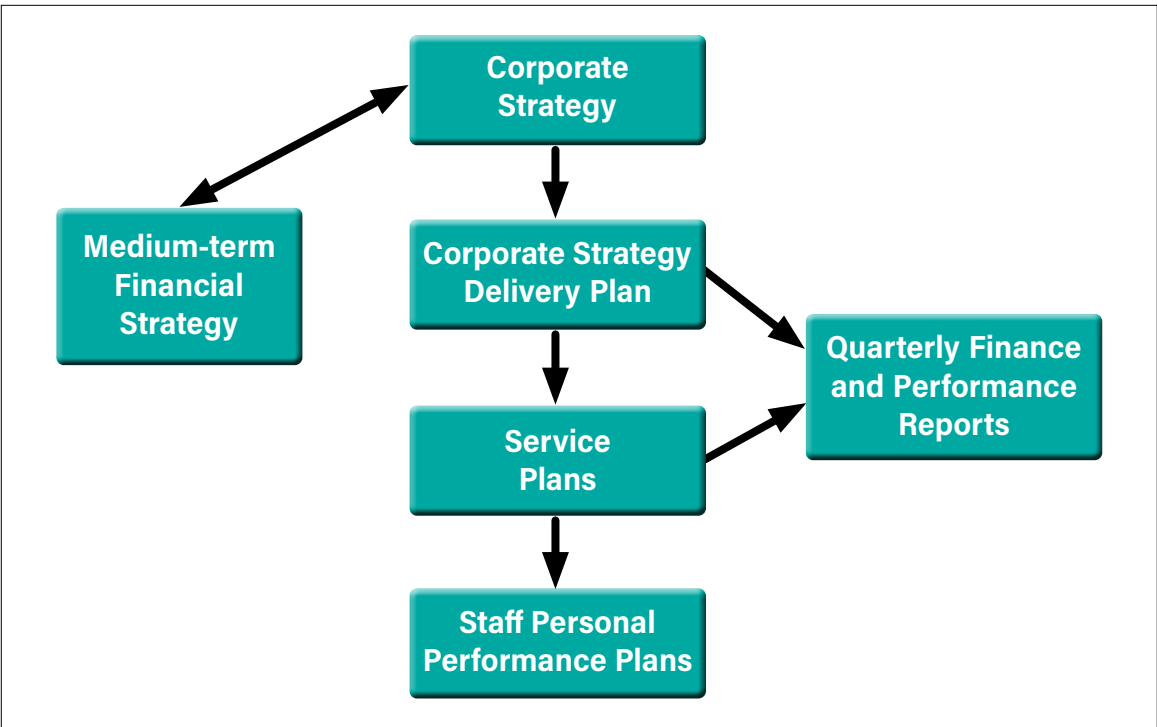 Corporate
Strategy
Medium-term
Financial
Strategy
Corporate Strategy
Delivery Plan
Quarterly Finance
and Performance
Reports
Service
Plans
Staff Personal
Performance Plans